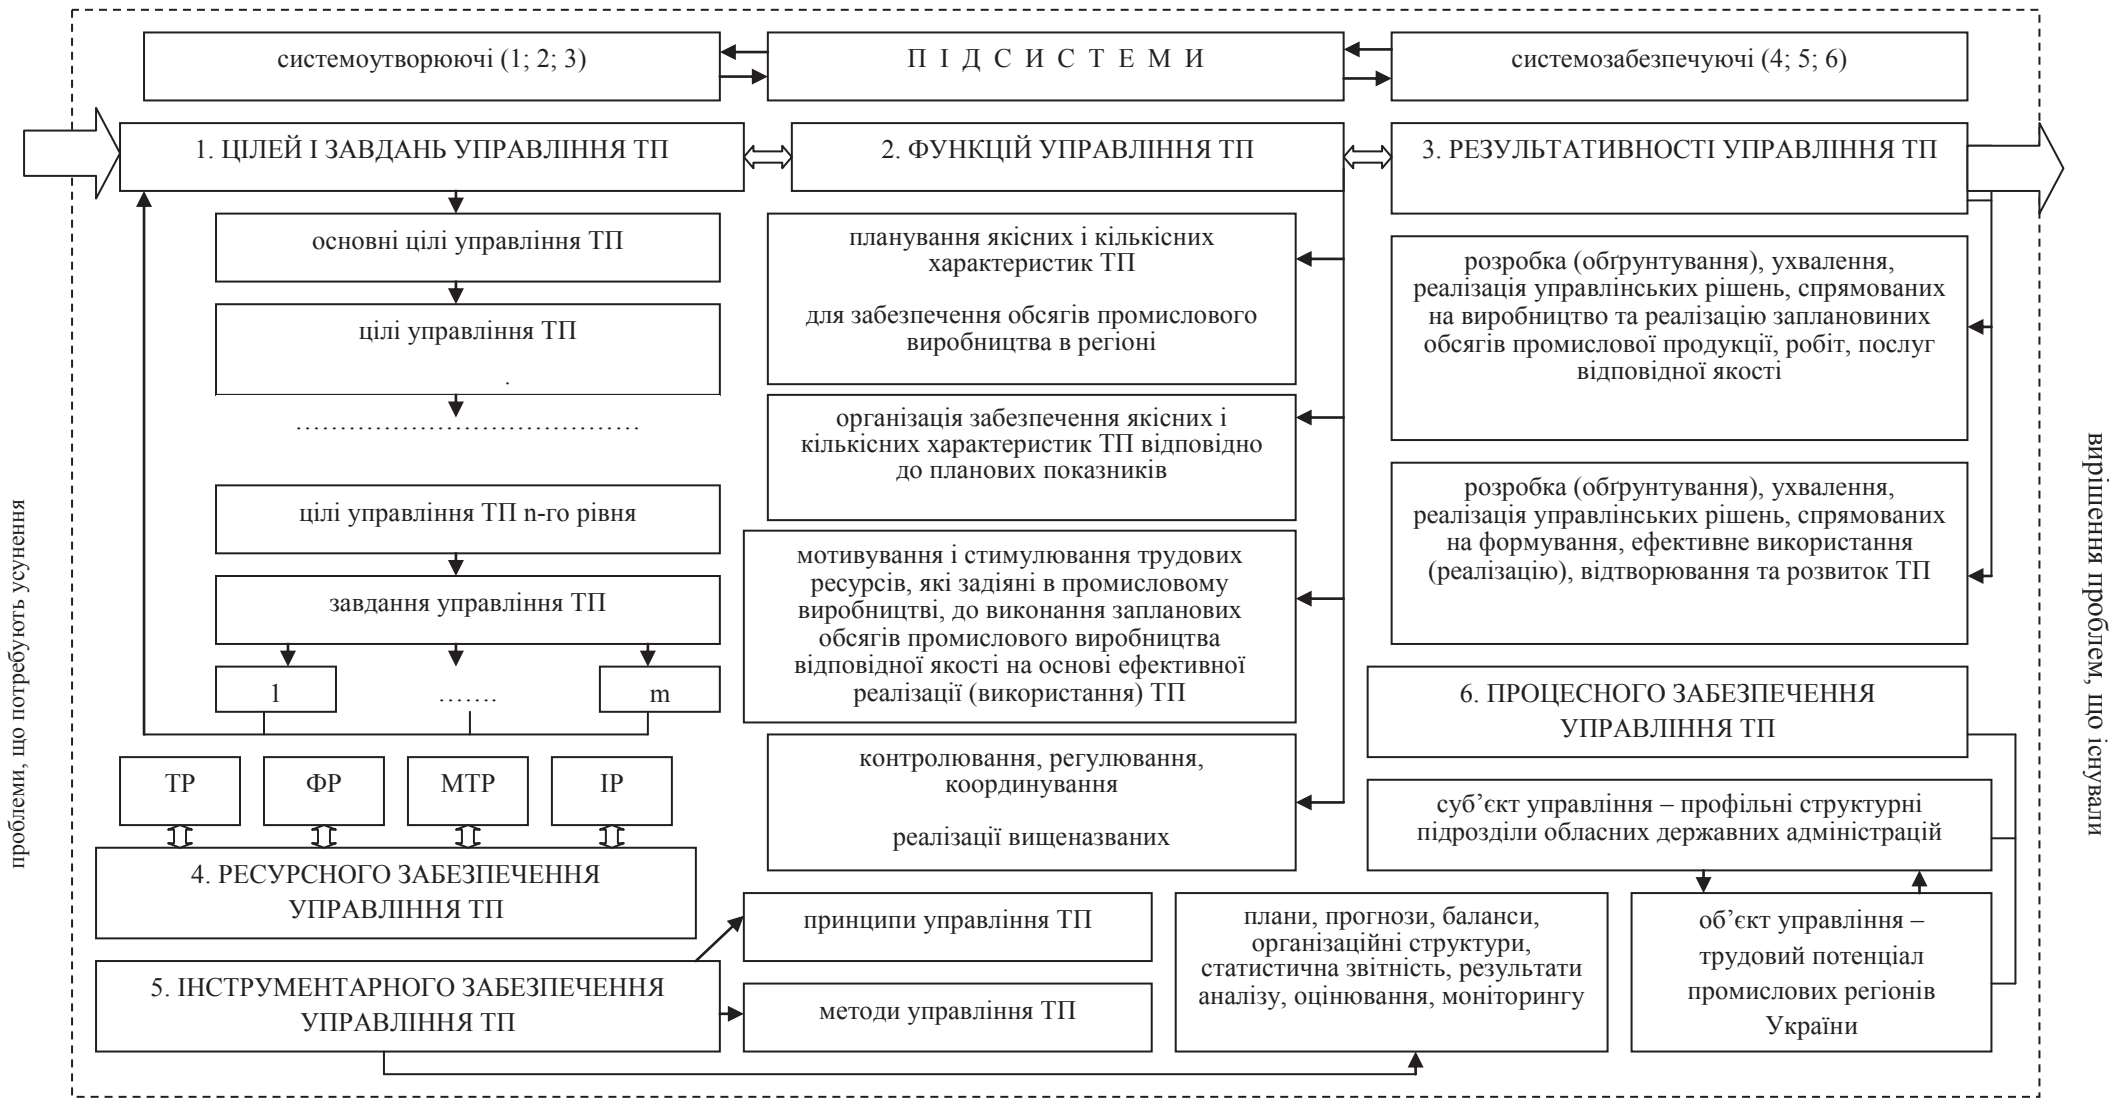 системоутворюючі (1; 2; 3)
П І Д С И С Т Е М И
системозабезпечуючі (4; 5; 6)
1. ЦІЛЕЙ І ЗАВДАНЬ УПРАВЛІННЯ ТП
2. ФУНКЦІЙ УПРАВЛІННЯ ТП
3. РЕЗУЛЬТАТИВНОСТІ УПРАВЛІННЯ ТП
проблеми, що потребують усунення
основні цілі управління ТП
цілі управління ТП
.
…………………………………
цілі управління ТП n-го рівня
завдання управління ТП
1
…….
m
планування якісних і кількісних
характеристик ТП
для забезпечення обсягів промислового
виробництва в регіоні
організація забезпечення якісних і
кількісних характеристик ТП відповідно
до планових показників
мотивування і стимулювання трудових
ресурсів, які задіяні в промисловому
виробництві, до виконання запланових
обсягів промислового виробництва
відповідної якості на основі ефективної
реалізації (використання) ТП
контролювання, регулювання,
координування
реалізації вищеназваних
розробка (обґрунтування), ухвалення,
реалізація управлінських рішень, спрямованих
на виробництво та реалізацію заплановиних
обсягів промислової продукції, робіт, послуг
відповідної якості
розробка (обґрунтування), ухвалення,
реалізація управлінських рішень, спрямованих
на формування, ефективне використання
(реалізацію), відтворювання та розвиток ТП
вирішення проблем, що існували
ТР
ФР
МТР
ІР
4. РЕСУРСНОГО ЗАБЕЗПЕЧЕННЯ
УПРАВЛІННЯ ТП
5. ІНСТРУМЕНТАРНОГО ЗАБЕЗПЕЧЕННЯ
УПРАВЛІННЯ ТП
принципи управління ТП
методи управління ТП
плани, прогнози, баланси,
організаційні структури,
статистична звітність, результати
аналізу, оцінювання, моніторингу
6. ПРОЦЕСНОГО ЗАБЕЗПЕЧЕННЯ
УПРАВЛІННЯ ТП
суб’єкт управління – профільні структурні
підрозділи обласних державних адміністрацій
об’єкт управління –
трудовий потенціал
промислових регіонів
України